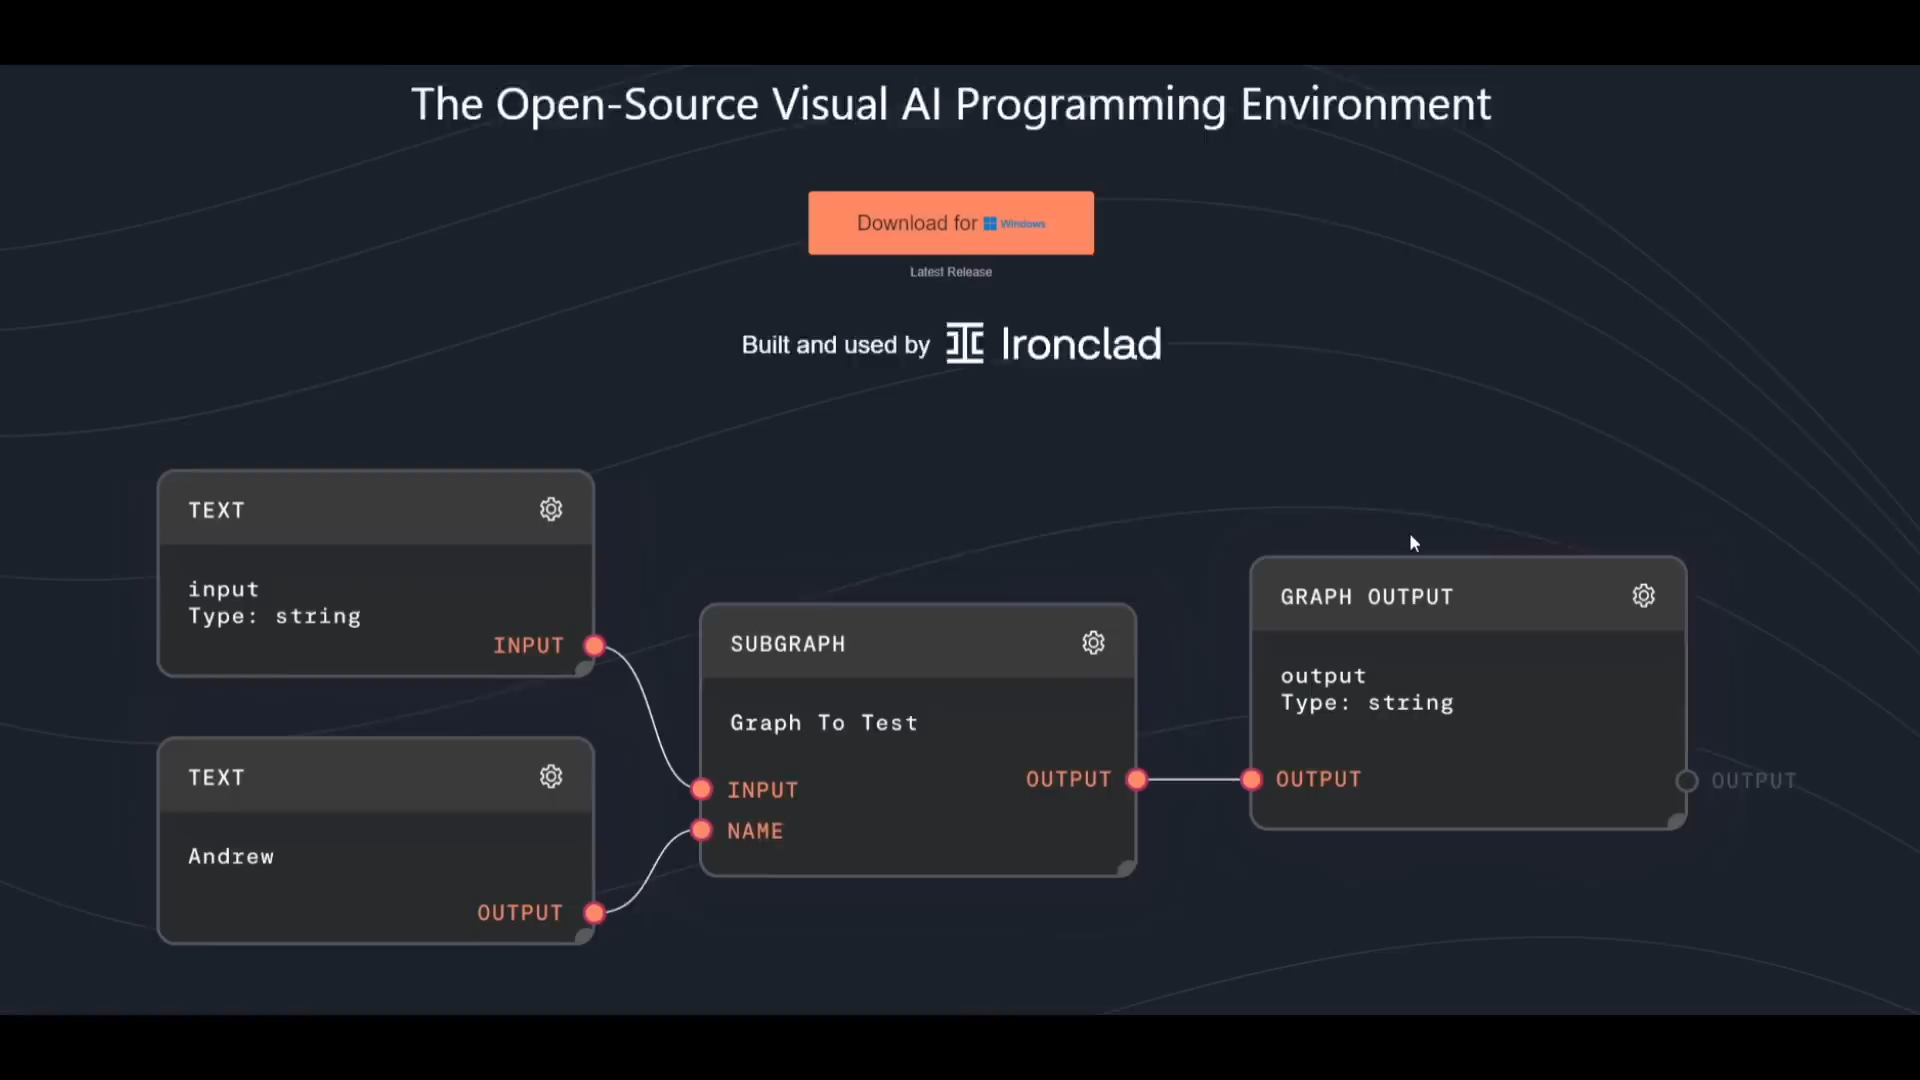 The Open-Source Visual AI Programming Environment
Download for Windows
Latest Release
Built and used by Ironclad
TEXT
input
Type: string
INPUT
TEXT
Andrew
OUTPUT
SUBGRAPH
Graph To Test
INPUT
NAME
OUTPUT
GRAPH OUTPUT
output
Type: string
OUTPUT
OUTPUT